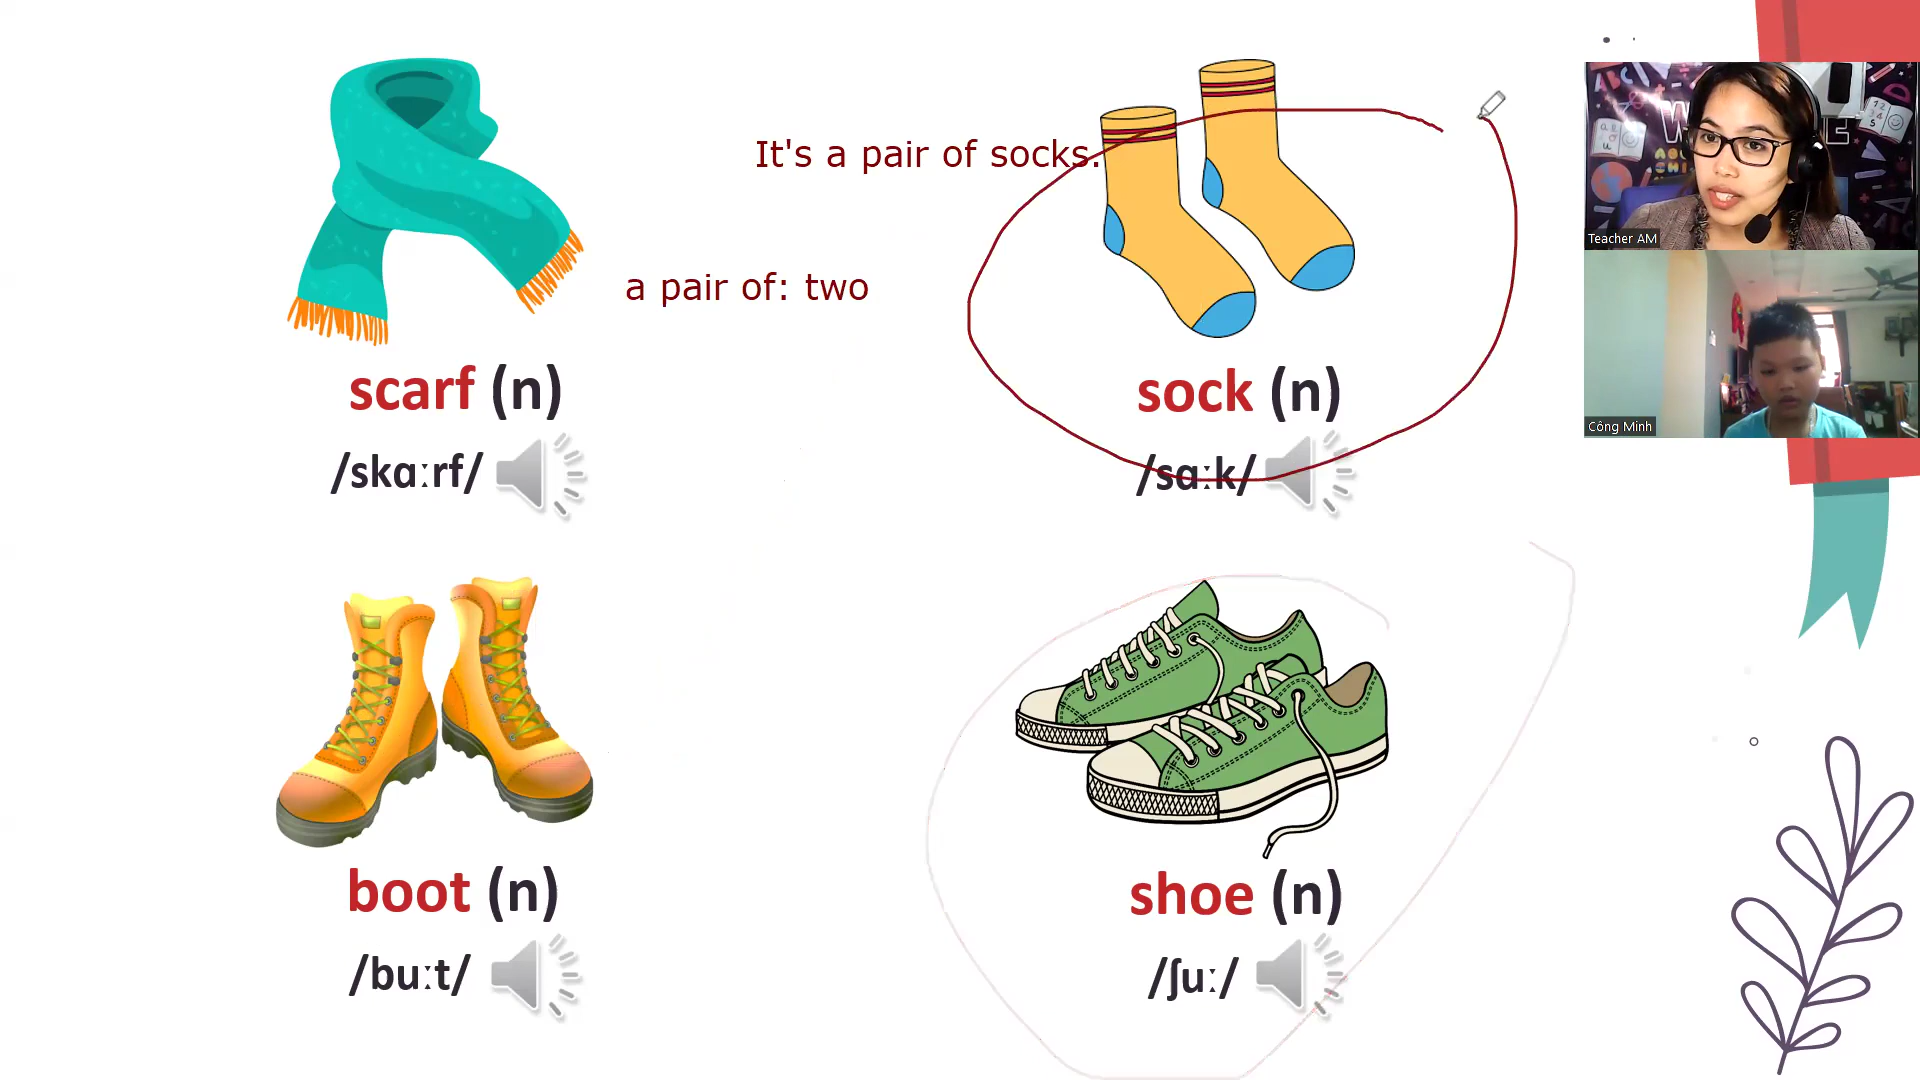 It's a pair of socks.
a pair of: two
scarf (n)
/skɑːrf/
sock (n)
/sɑːk/
boot (n)
/buːt/
shoe (n)
/ʃuː/
Teacher AM
Công Minh